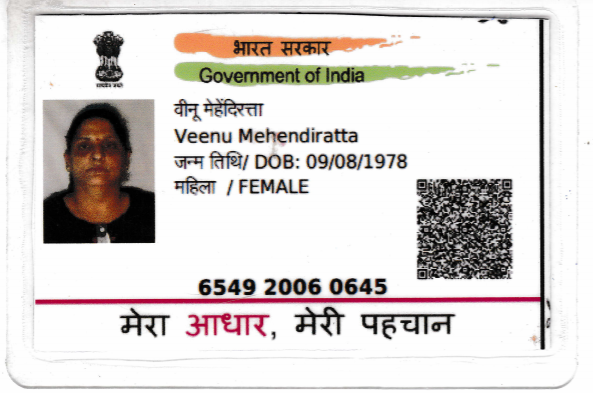 भारत सरकार
Government of India
वीनू मेहेंदिरत्ता
Veenu Mehendiratta
जन्म तिथि/ DOB: 09/08/1978
महिला / FEMALE
6549 2006 0645
मेरा आधार, मेरी पहचान